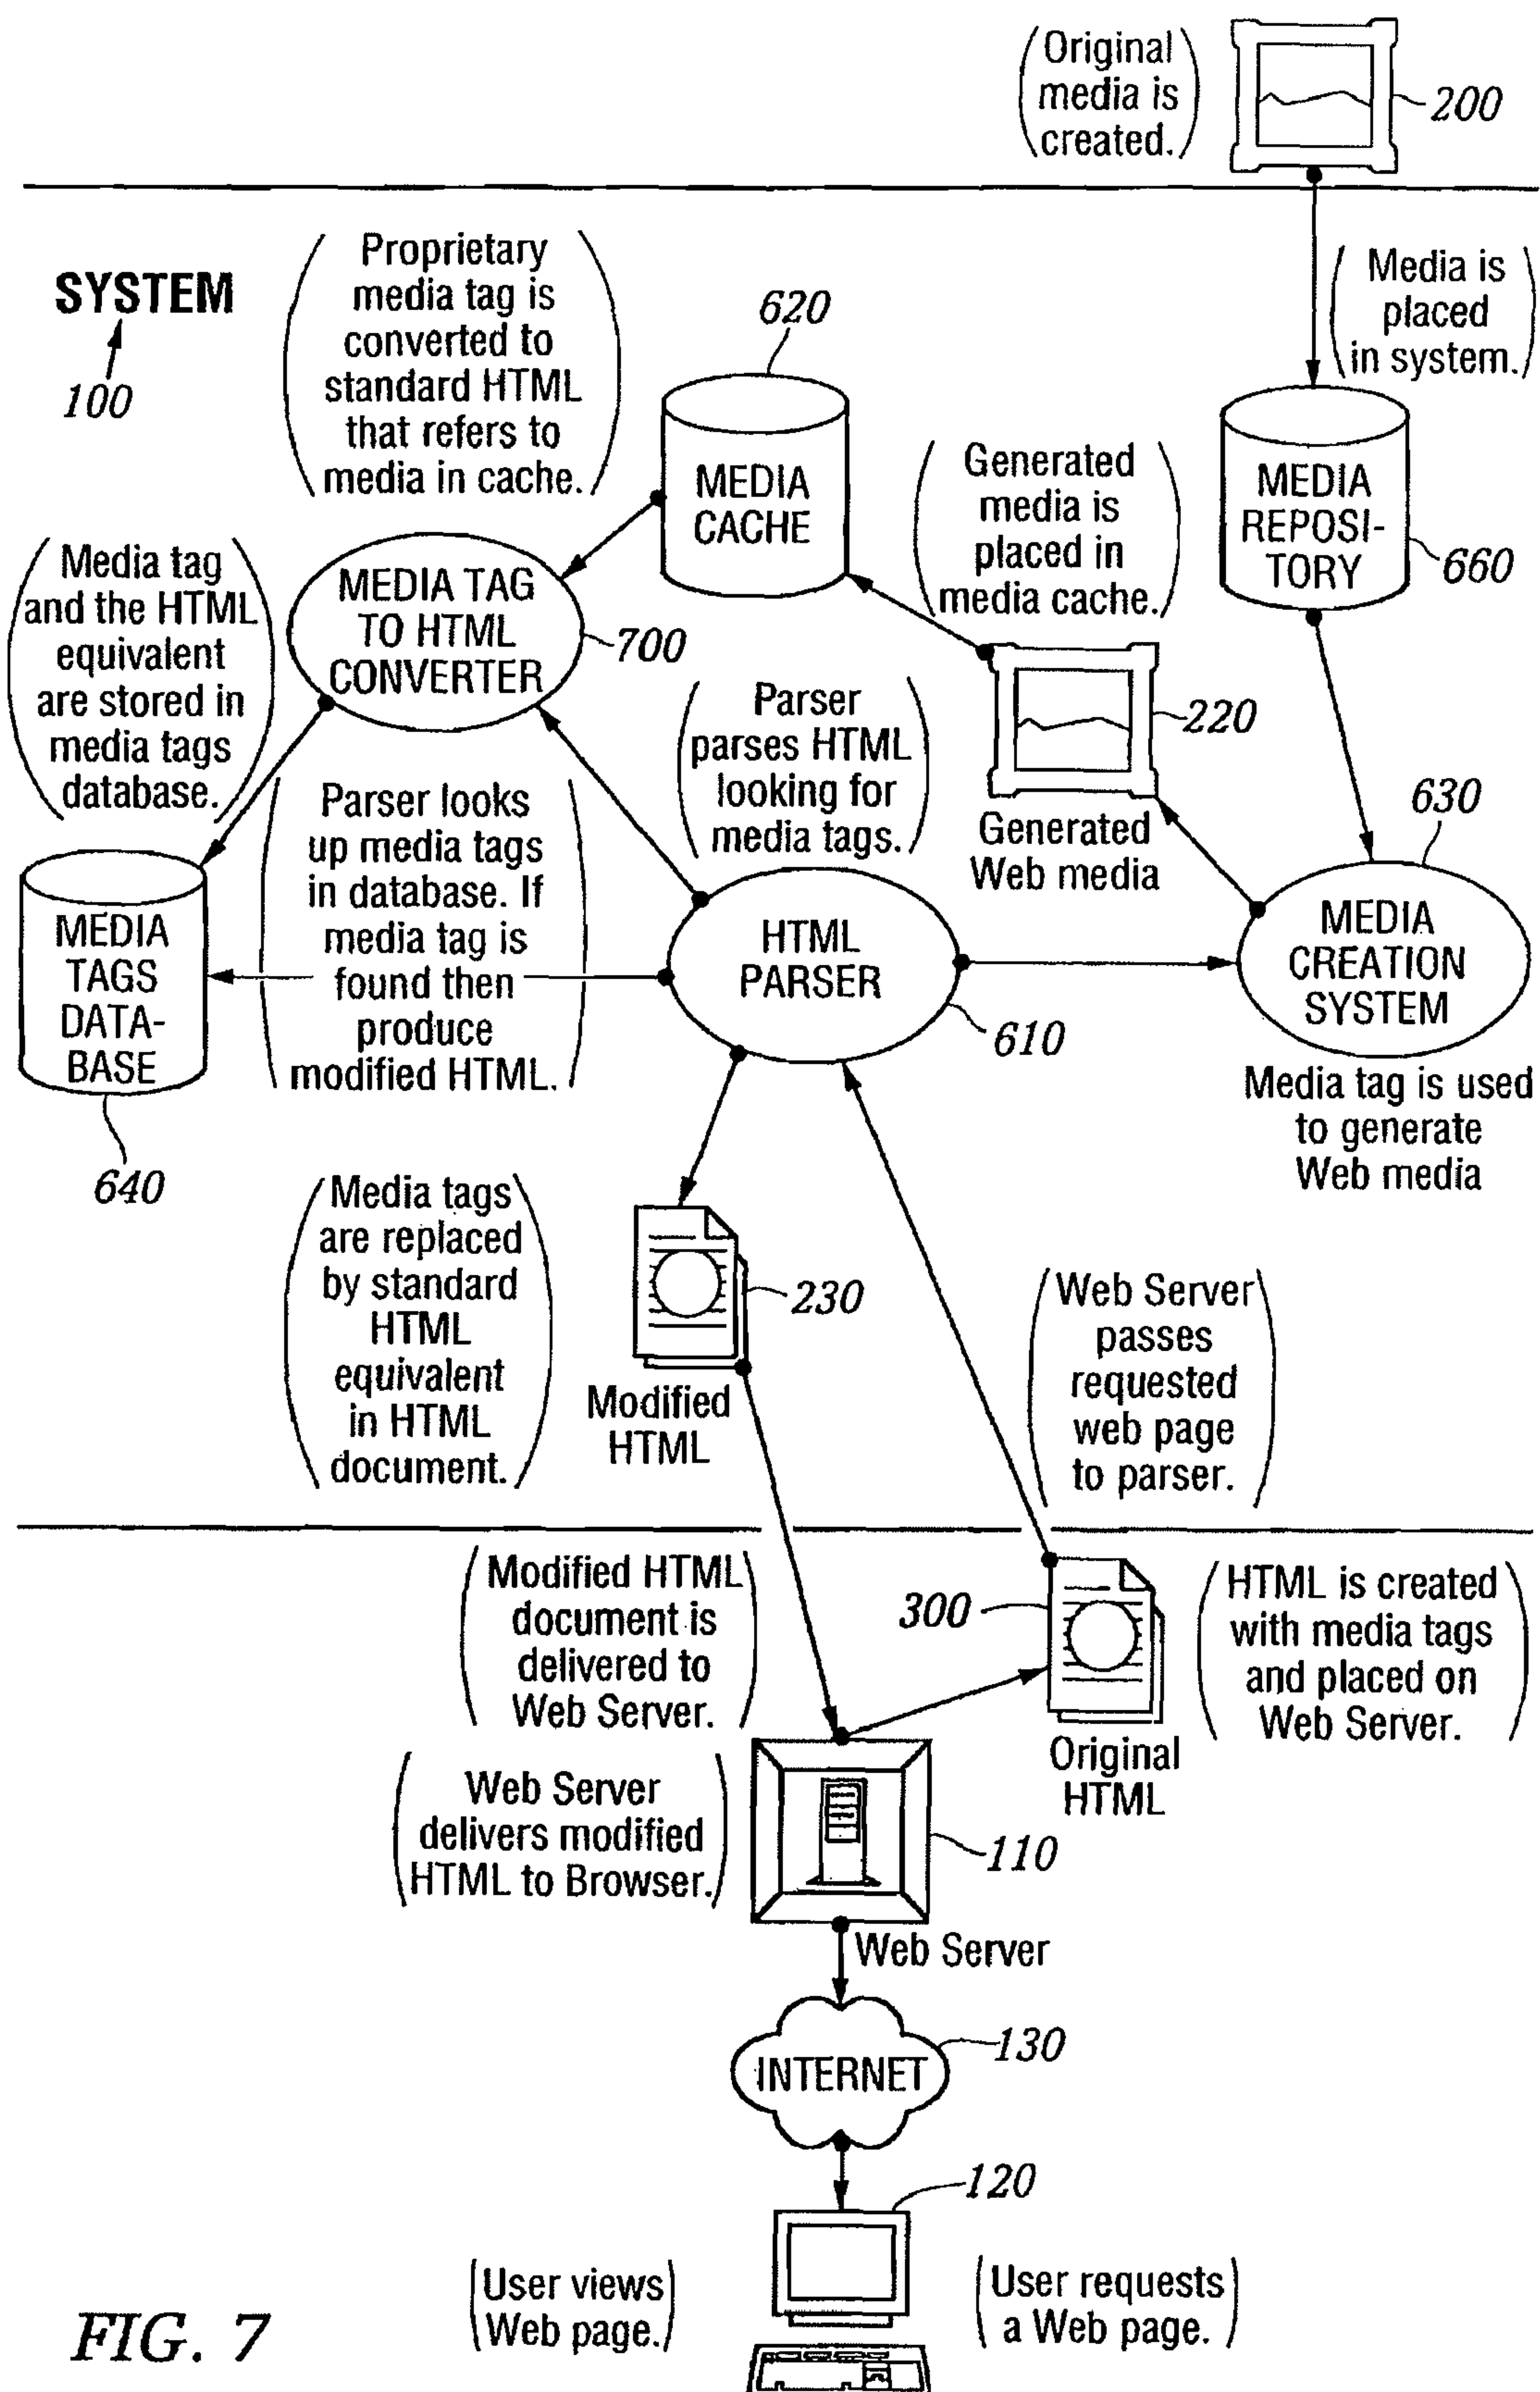 Original
media is
created.
200
SYSTEM
100
Proprietary
media tag is
converted to
standard HTML
that refers to
media in cache.
620
MEDIA
CACHE
Media is
placed
in system.
Generated
media is
placed in
media cache.
MEDIA
REPOSI-
TORY
660
Media tag
and the HTML
equivalent
are stored in
media tags
database.
MEDIA TAG
TO HTML
CONVERTER
700
Parser
parses HTML
looking for
media tags.
220
Generated
Web media
630
Parser looks
up media tags
in database. If
media tag is
found then
produce
modified HTML.
MEDIA
TAGS
DATA-
BASE
640
HTML
PARSER
610
MEDIA
CREATION
SYSTEM
Media tag is used
to generate
Web media
Media tags
are replaced
by standard
HTML
equivalent
in HTML
document.
230
Modified
HTML
Web Server
passes
requested
web page
to parser.
Modified HTML
document is
delivered to
Web Server.
300
HTML is created
with media tags
and placed on
Web Server.
Original
HTML
Web Server
delivers modified
HTML to Browser.
110
Web Server
INTERNET
130
120
User views
Web page.
User requests
a Web page.
FIG. 7